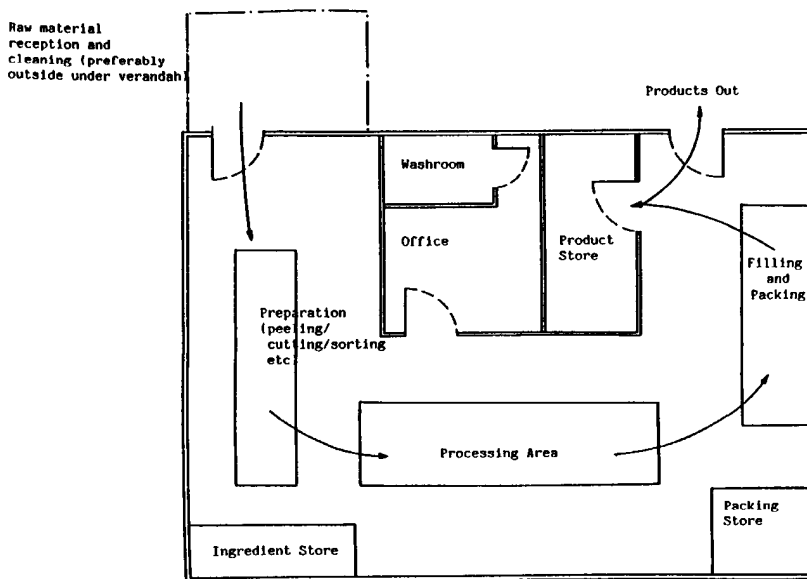 Raw material
reception and
cleaning (preferably
outside under verandah)
Products Out
Washroom
Office
Product
Store
Filling
and
Packing
Preparation
(peeling/
cutting/sorting
etc
Processing Area
Packing
Store
Ingredient Store